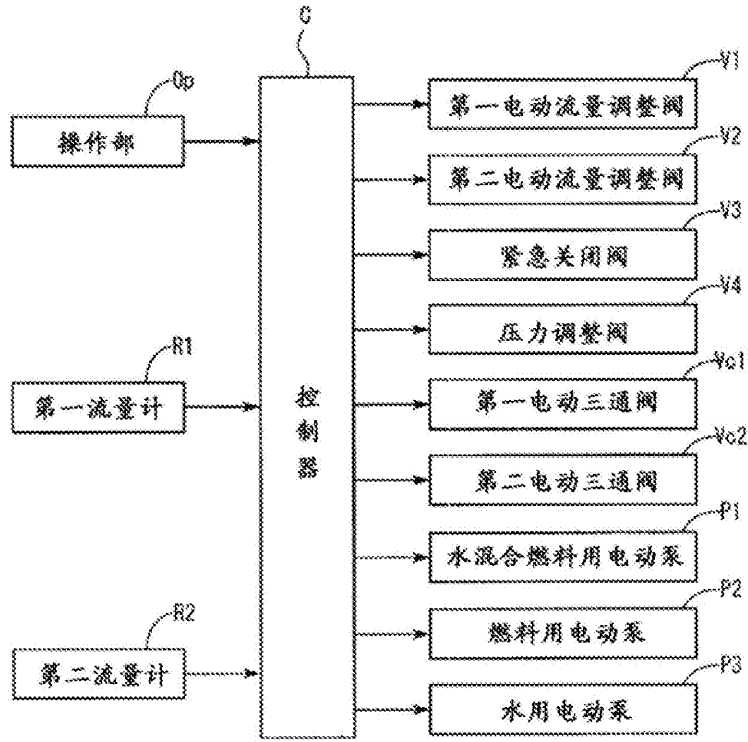 C
Op
操作部
R1
第一流量计
R2
第二流量计
控
制
器
V1
第一电动流量调整阀
V2
第二电动流量调整阀
V3
紧急关闭阀
V4
压力调整阀
Vc1
第一电动三通阀
Vc2
第二电动三通阀
P1
水混合燃料用电动泵
P2
燃料用电动泵
P3
水用电动泵